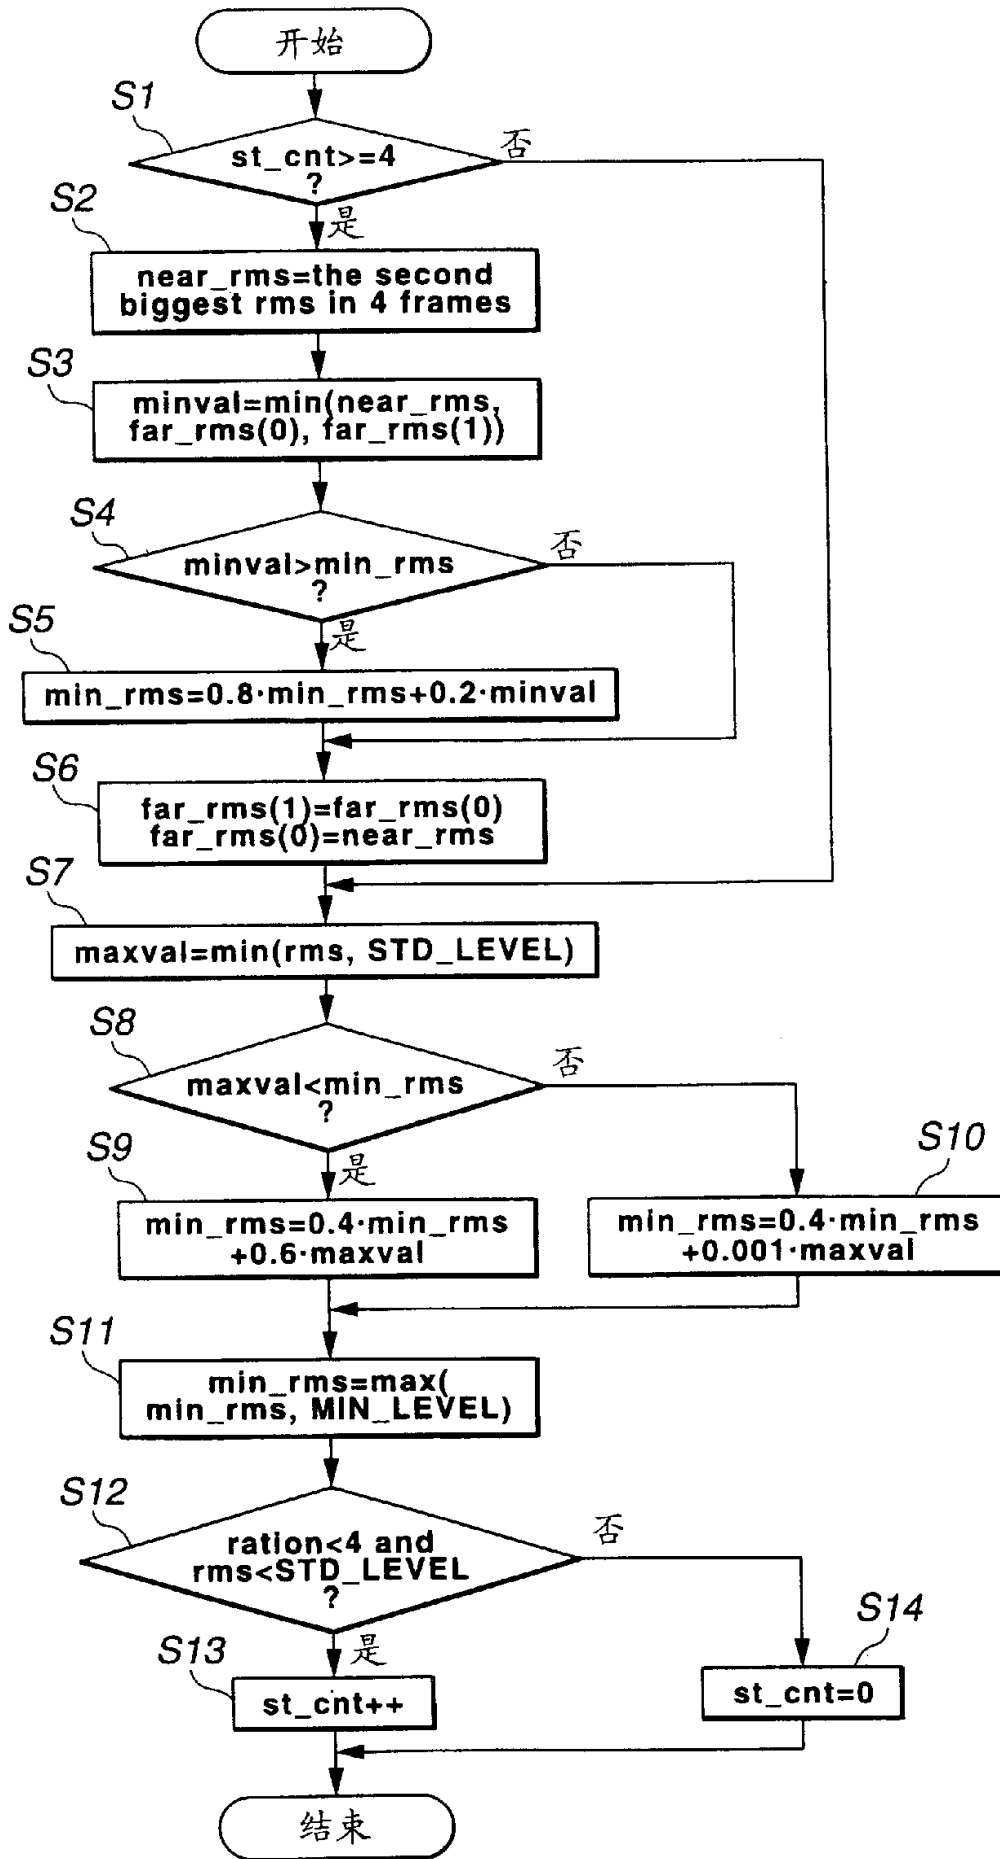 开始
S1
st_cnt>=4
?
否
是
S2
near_rms=the second
biggest rms in 4 frames
S3
minval=min(near_rms,
far_rms(0), far_rms(1))
S4
minval>min_rms
?
否
是
S5
min_rms=0.8·min_rms+0.2·minval
S6
far_rms(1)=far_rms(0)
far_rms(0)=near_rms
S7
maxval=min(rms, STD_LEVEL)
S8
maxval<min_rms
?
否
是
S9
min_rms=0.4·min_rms
+0.6·maxval
S10
min_rms=0.4·min_rms
+0.001·maxval
S11
min_rms=max(
min_rms, MIN_LEVEL)
S12
ration<4 and
rms<STD_LEVEL
?
否
是
S13
st_cnt++
S14
st_cnt=0
结束